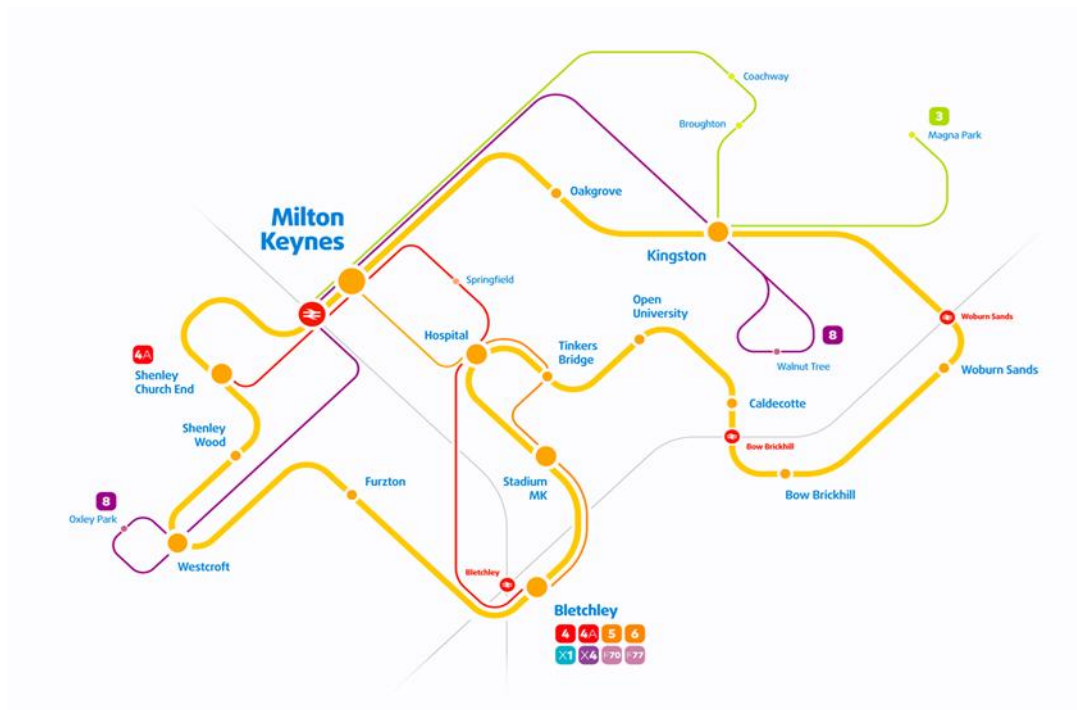 Coachway
Broughton
3
Magna Park
Oakgrove
Milton
Keynes
Kingston
Springfield
Open
University
Woburn Sands
Hospital
Tinkers
Bridge
8
Walnut Tree
4A
Shenley
Church End
Woburn Sands
Caldecotte
Shenley
Wood
Bow Brickhill
Furzton
Stadium
MK
Bow Brickhill
8
Oxley Park
Westcroft
Bletchley
Bletchley
4 4A 5 6
X1 X4 F70 F77